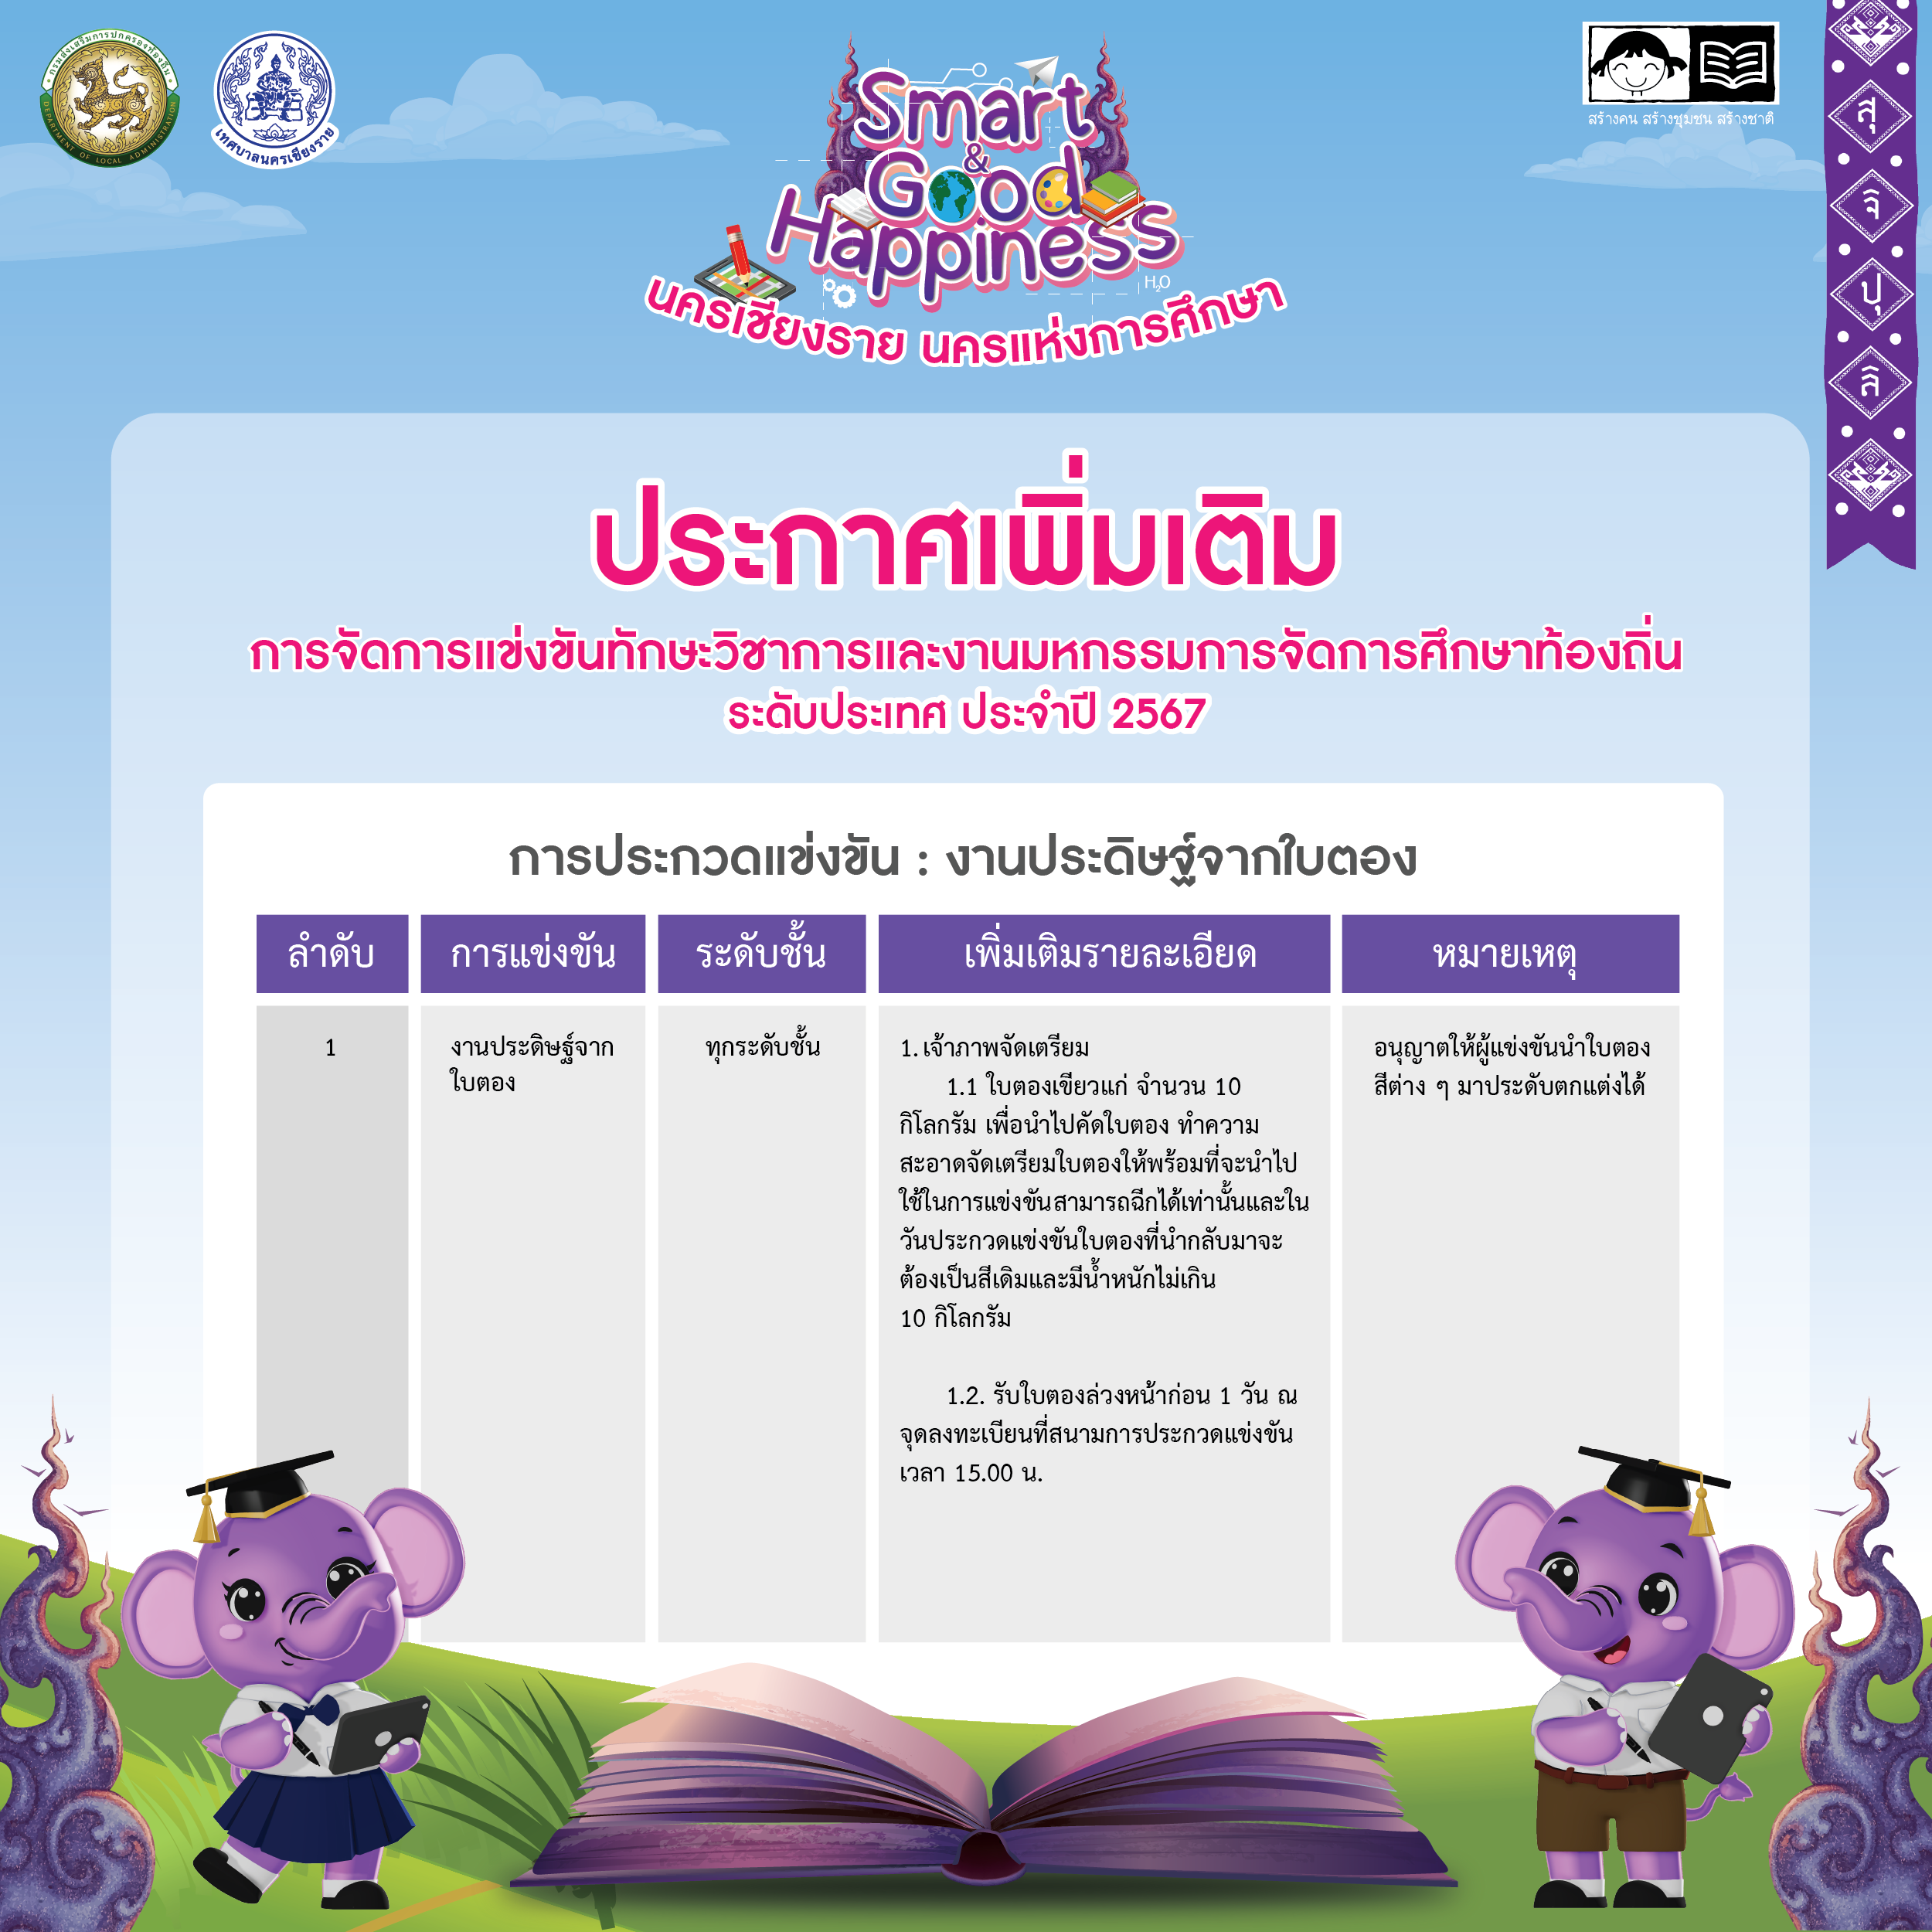 กรมส่งเสริมการปกครองท้องถิ่น
DEPARTMENT OF LOCAL ADMINISTRATION
เทศบาลนครเชียงราย
Smart
&
Good
Happiness
H₂O
นครเชียงราย นครแห่งการศึกษา
สร้างคน สร้างชุมชน สร้างชาติ
สุ
จิ
ปุ
ลิ
ประกาศเพิ่มเติม
การจัดการแข่งขันทักษะวิชาการและงานมหกรรมการจัดการศึกษาท้องถิ่น
ระดับประเทศ ประจำปี 2567
การประกวดแข่งขัน : งานประดิษฐ์จากใบตอง
ลำดับ การแข่งขัน ระดับชั้น เพิ่มเติมรายละเอียด หมายเหตุ
1
งานประดิษฐ์จาก
ใบตอง
ทุกระดับชั้น
1. เจ้าภาพจัดเตรียม
1.1 ใบตองเขียวแก่ จำนวน 10
กิโลกรัม เพื่อนำไปคัดใบตอง ทำความ
สะอาดจัดเตรียมใบตองให้พร้อมที่จะนำไป
ใช้ในการแข่งขันสามารถฉีกได้เท่านั้นและใน
วันประกวดแข่งขันใบตองที่นำกลับมาจะ
ต้องเป็นสีเดิมและมีน้ำหนักไม่เกิน
10 กิโลกรัม
1.2. รับใบตองล่วงหน้าก่อน 1 วัน ณ
จุดลงทะเบียนที่สนามการประกวดแข่งขัน
เวลา 15.00 น.
อนุญาตให้ผู้แข่งขันนำใบตอง
สีต่าง ๆ มาประดับตกแต่งได้